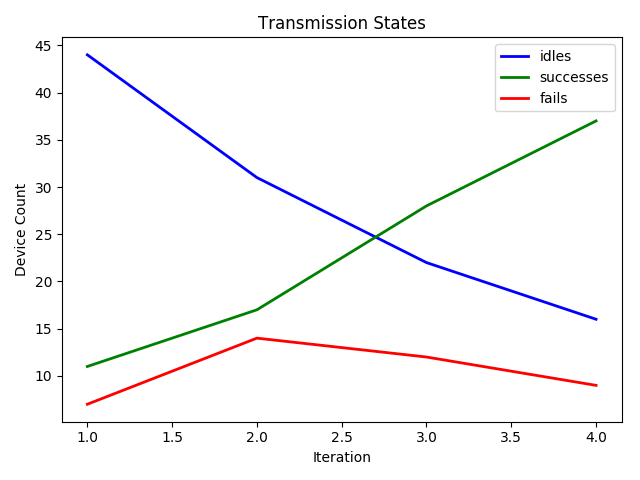 Transmission States
idles
successes
fails
Device Count
45
40
35
30
25
20
15
10
1.0 1.5 2.0 2.5 3.0 3.5 4.0
Iteration